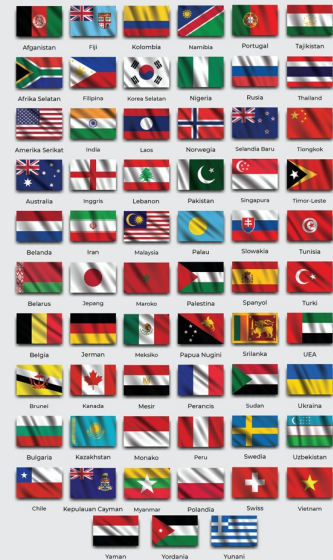 Afganistan Fiji Kolombia Namibia Portugal Tajikistan
Afrika Selatan Filipina Korea Selatan Nigeria Rusia Thailand
Amerika Serikat India Laos Norwegia Selandia Baru Tiongkok
Australia Inggris Lebanon Pakistan Singapura Timor-Leste
Belanda Iran Malaysia Palau Slowakia Tunisia
Belarus Jepang Maroko Palestina Spanyol Turki
Belgia Jerman Meksiko Papua Nugini Srilanka UEA
Brunei Kanada Mesir Perancis Sudan Ukraina
Bulgaria Kazakhstan Monako Peru Swedia Uzbekistan
Chile Kepulauan Cayman Myanmar Polandia Swiss Vietnam
Yaman Yordania Yunani